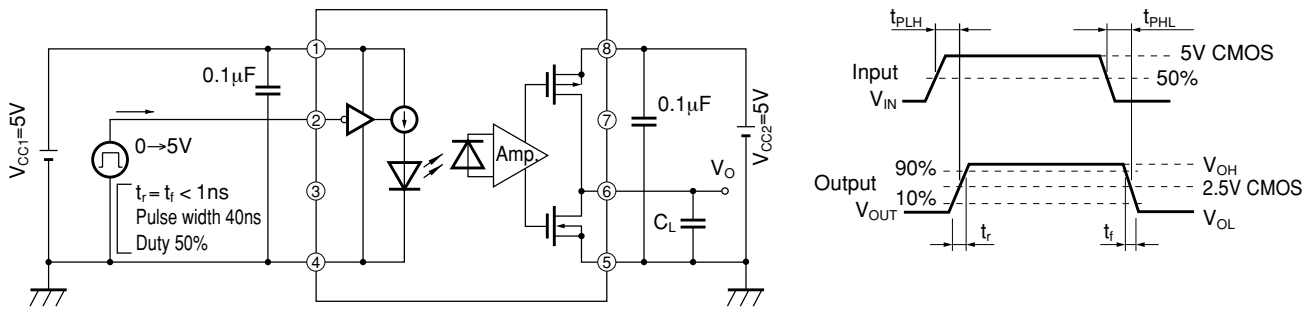 V_CC1=5V
0.1μF
0→5V
t_r = t_f < 1ns
Pulse width 40ns
Duty 50%
①
②
③
④
Amp.
⑧
⑦
⑥
⑤
0.1μF
V_CC2=5V
V_O
C_L
t_PLH
t_PHL
Input
V_IN
5V CMOS
50%
Output
V_OUT
90%
10%
V_OH
2.5V CMOS
V_OL
t_r
t_f